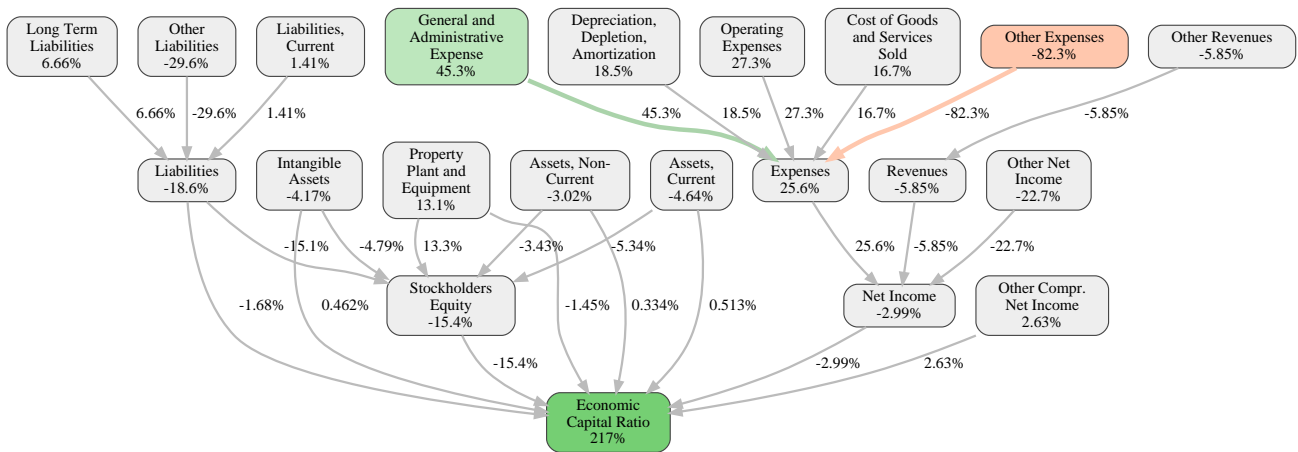 Long Term
Liabilities
6.66%
Other
Liabilities
-29.6%
Liabilities,
Current
1.41%
General and
Administrative
Expense
45.3%
Depreciation,
Depletion,
Amortization
18.5%
Operating
Expenses
27.3%
Cost of Goods
and Services
Sold
16.7%
Other Expenses
-82.3%
Other Revenues
-5.85%
6.66%
-29.6%
1.41%
45.3%
18.5%
27.3%
16.7%
-82.3%
-5.85%
Liabilities
-18.6%
Intangible
Assets
-4.17%
Property
Plant and
Equipment
13.1%
Assets, Non-
Current
-3.02%
Assets,
Current
-4.64%
Expenses
25.6%
Revenues
-5.85%
Other Net
Income
-22.7%
-15.1%
-4.79%
13.3%
-3.43%
-5.34%
25.6%
-5.85%
-22.7%
Stockholders
Equity
-15.4%
Net Income
-2.99%
Other Compr.
Net Income
2.63%
-1.68%
0.462%
-1.45%
0.334%
0.513%
-15.4%
-2.99%
2.63%
Economic
Capital Ratio
217%